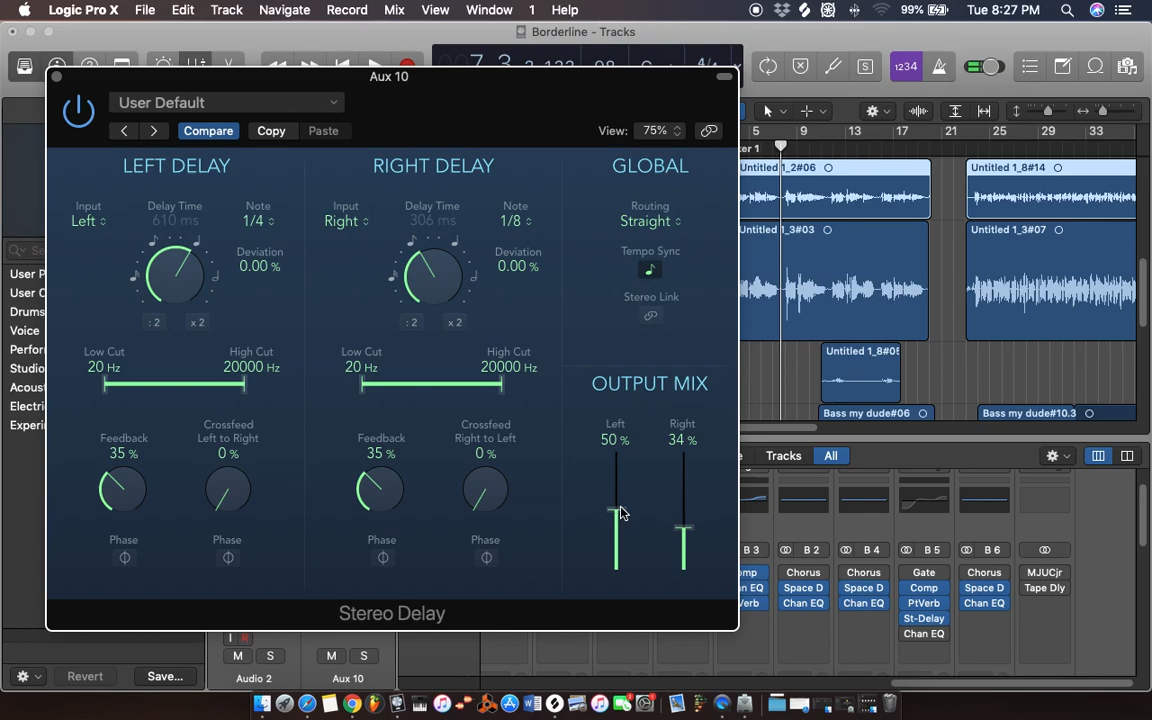 Logic Pro X File Edit Track Navigate Record Mix View Window 1 Help 99% Tue 8:27 PM
Borderline - Tracks
1234
Aux 10
User Default
Compare Copy Paste View: 75%
5 9 13 17 21 25 29 33
LEFT DELAY RIGHT DELAY GLOBAL
Untitled 1_2#06 Untitled 1_8#14
Input Delay Time Note Input Delay Time Note Routing
Left 610 ms 1/4 Right 306 ms 1/8 Straight
Untitled 1_3#03 Untitled 1_3#07
Deviation Deviation Tempo Sync
0.00 % 0.00 %
Stereo Link
: 2 x 2 : 2 x 2
User P
User C
Drums
Voice
Perfor
Studio
Acous
Electri
Experi
Low Cut High Cut Low Cut High Cut
20 Hz 20000 Hz 20 Hz 20000 Hz
Untitled 1_8#05
OUTPUT MIX
Bass my dude#06 Bass my dude#10.3
Feedback Crossfeed Left to Right Feedback Crossfeed Right to Left Left Right
35 % 0 % 35 % 0 % 50 % 34 %
Tracks All
Phase Phase Phase Phase
B 3 B 2 B 4 B 5 B 6
Chorus Chorus Gate Chorus MJUCjr
Space D Space D Comp Space D Tape Dly
Chan EQ Chan EQ PtVerb Chan EQ
St-Delay
Chan EQ
Stereo Delay
I R
M S M S
Revert Save... Audio 2 Aux 10